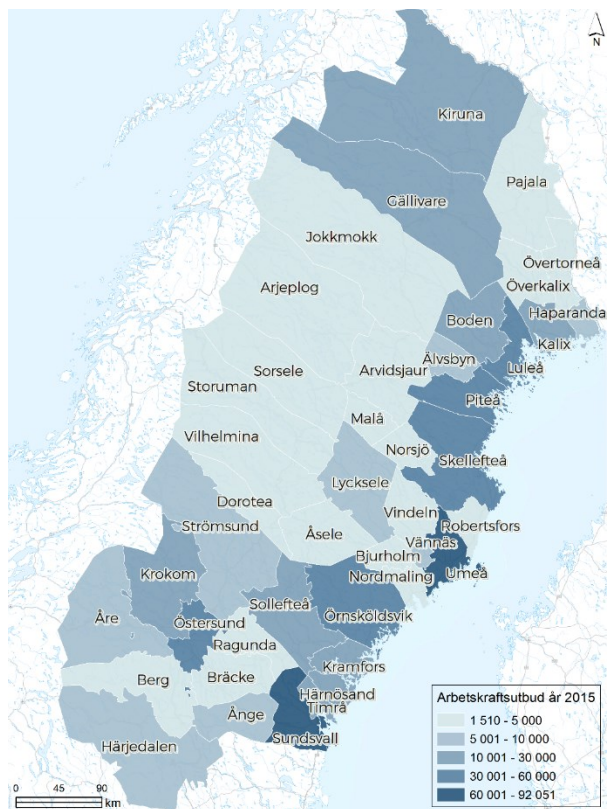 N
Kiruna
Pajala
Gällivare
Jokkmokk
Övertorneå
Arjeplog
Överkalix
Haparanda
Boden
Kalix
Älvsbyn
Arvidsjaur
Luleå
Sorsele
Storuman
Piteå
Malå
Vilhelmina
Norsjö
Skellefteå
Lycksele
Dorotea
Vindeln
Robertsfors
Strömsund
Åsele
Vännäs
Bjurholm
Umeå
Krokom
Nordmaling
Sollefteå
Örnsköldsvik
Åre
Östersund
Ragunda
Kramfors
Berg
Bräcke
Härnösand
Timrå
Ånge
Sundsvall
Härjedalen
Arbetskraftsutbud år 2015
1 510 - 5 000
5 001 - 10 000
10 001 - 30 000
30 001 - 60 000
60 001 - 92 051
0 45 90
km